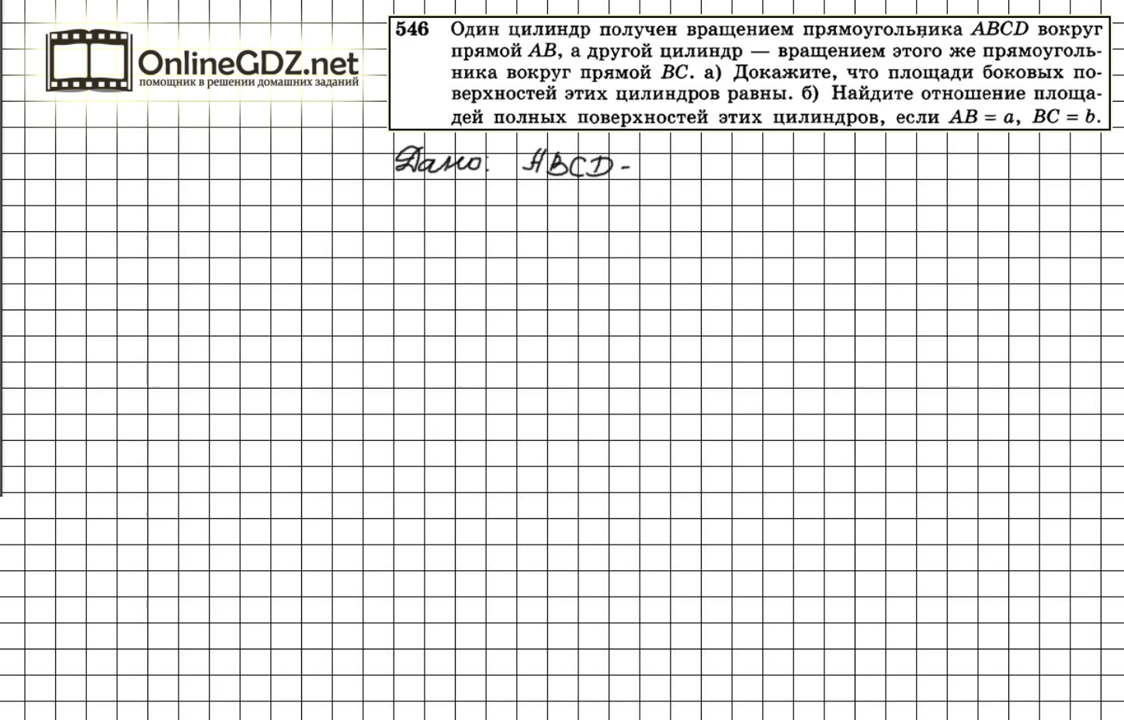 OnlineGDZ.net
помощник в решении домашних заданий
546 Один цилиндр получен вращением прямоугольника ABCD вокруг
прямой AB, а другой цилиндр — вращением этого же прямоуголь-
ника вокруг прямой BC. а) Докажите, что площади боковых по-
верхностей этих цилиндров равны. б) Найдите отношение площа-
дей полных поверхностей этих цилиндров, если AB = a, BC = b.
Дано: ABCD -